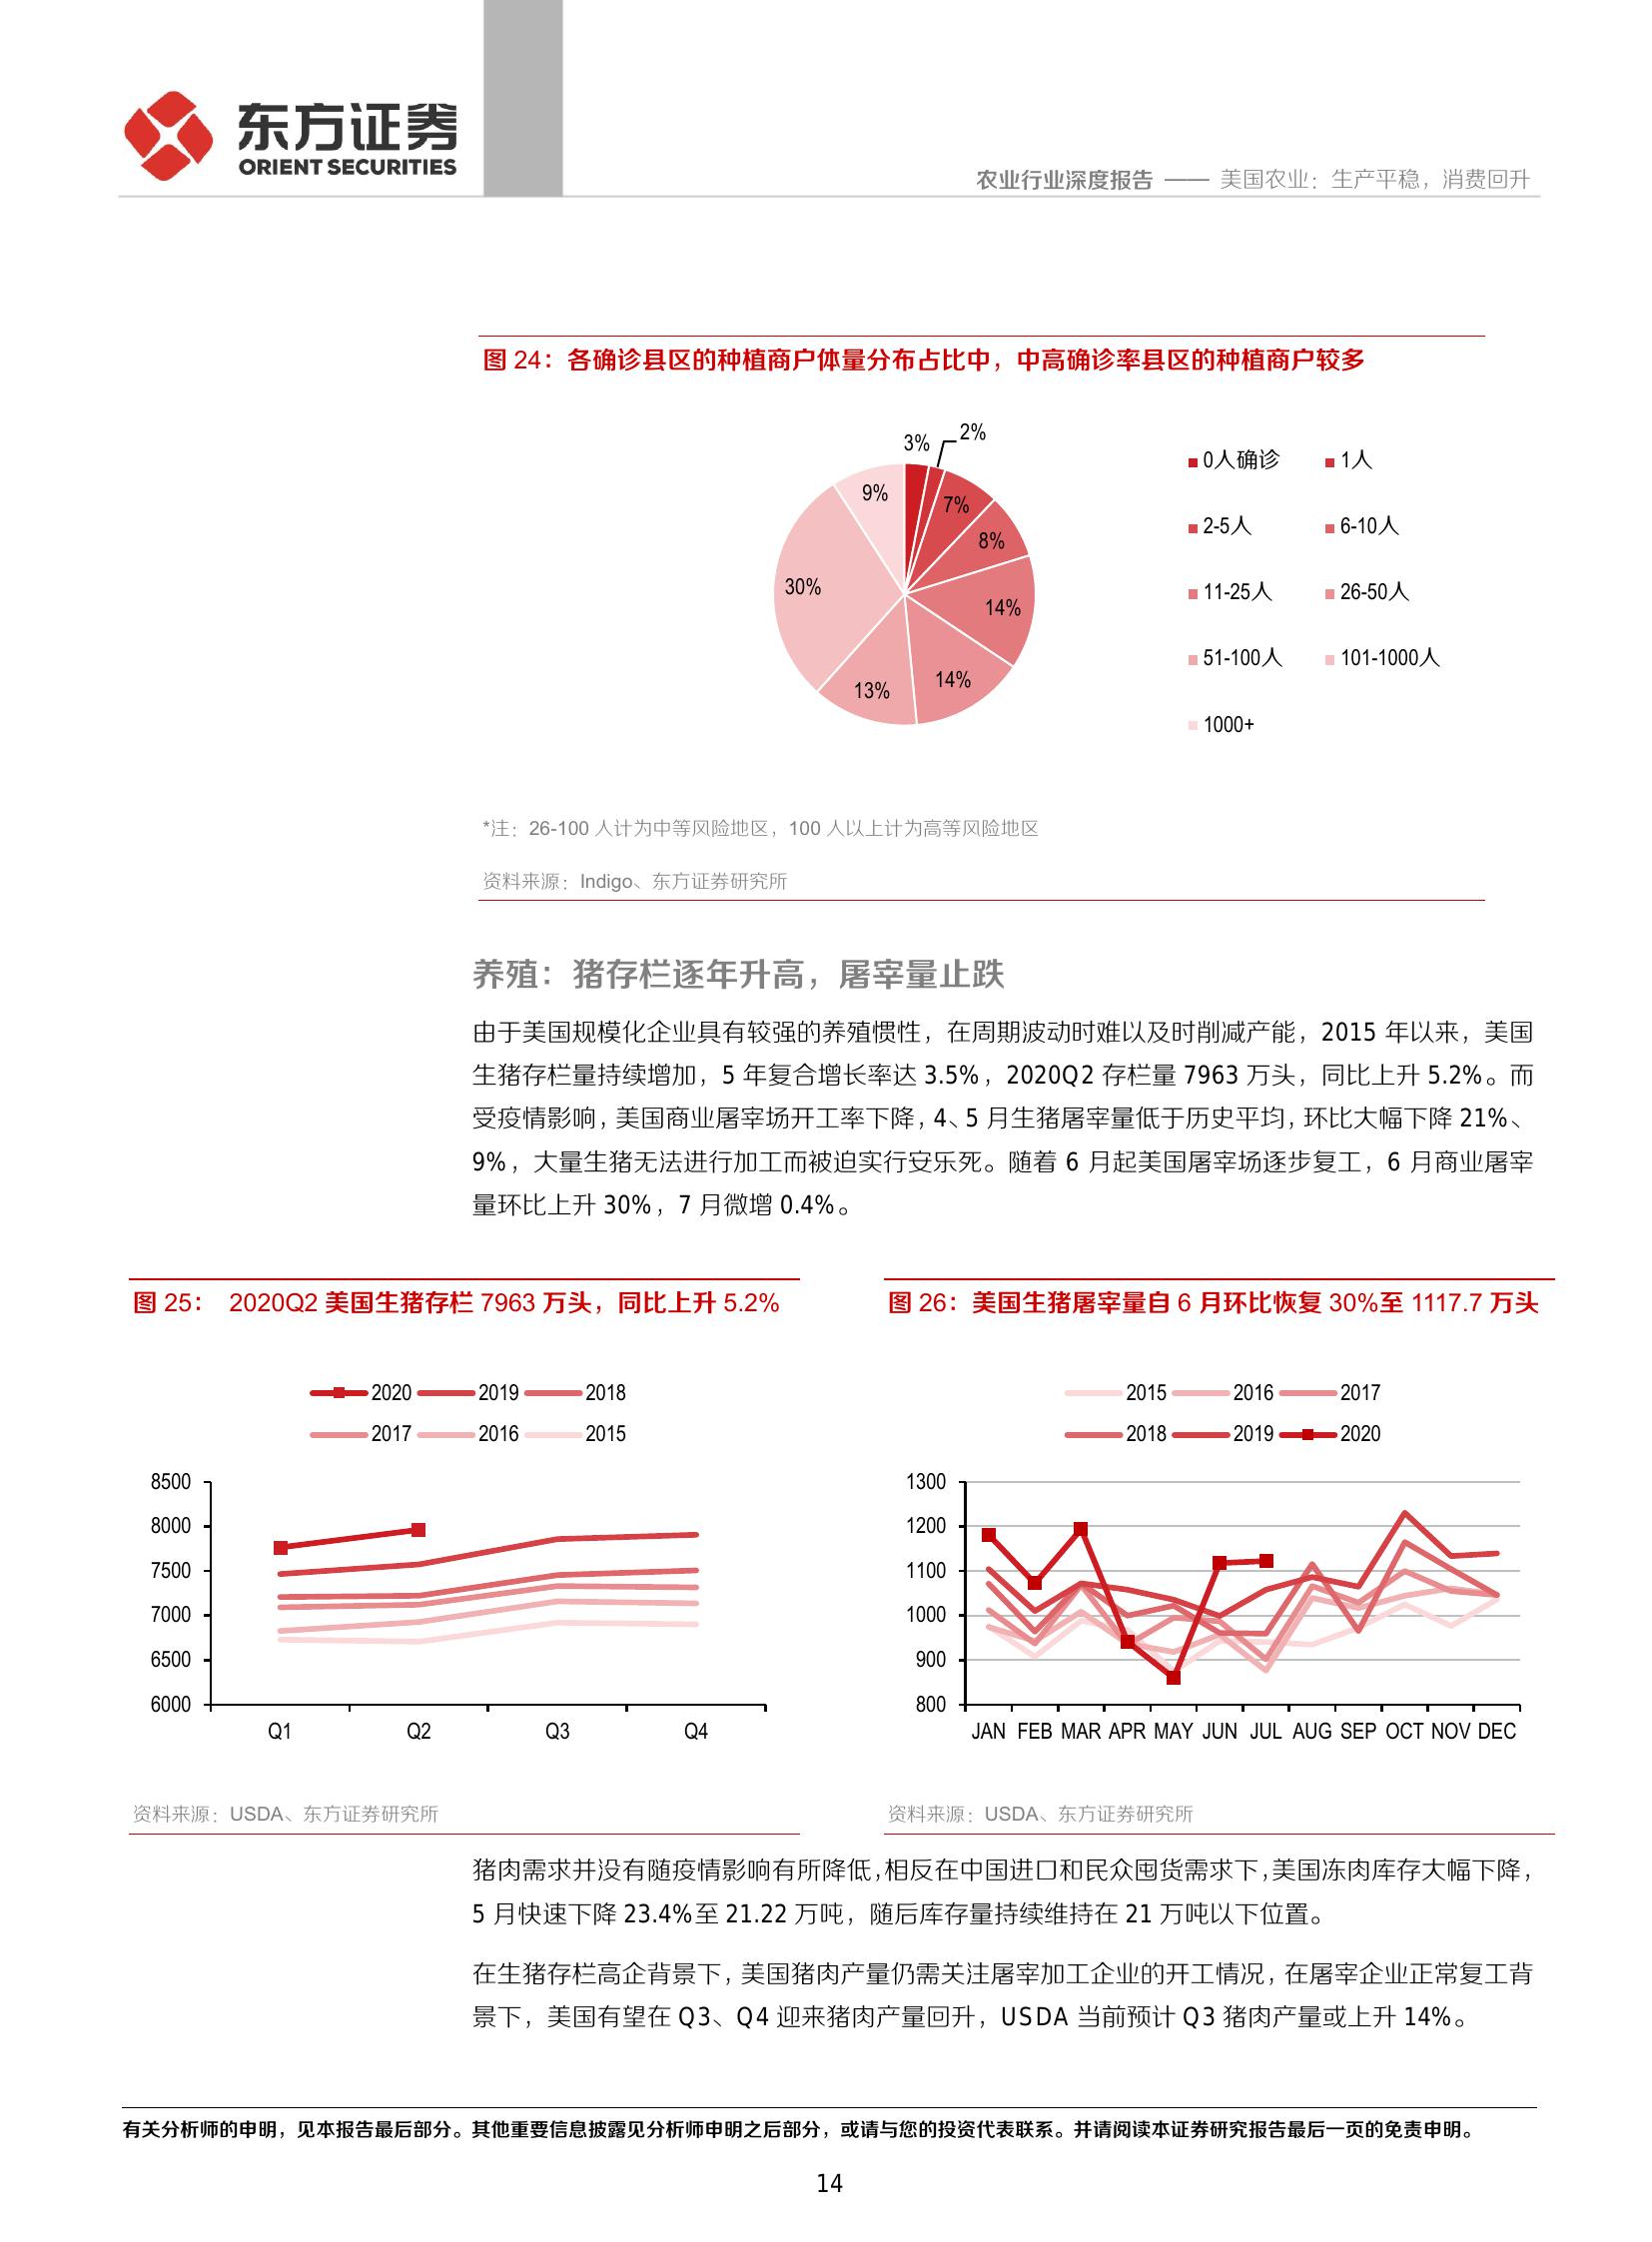 东方证券
ORIENT SECURITIES
农业行业深度报告 —— 美国农业：生产平稳，消费回升
图 24：各确诊县区的种植商户体量分布占比中，中高确诊率县区的种植商户较多
3%
2%
7%
8%
14%
14%
13%
30%
9%
0人确诊 1人
2-5人 6-10人
11-25人 26-50人
51-100人 101-1000人
1000+
*注：26-100 人计为中等风险地区，100 人以上计为高等风险地区
资料来源：Indigo、东方证券研究所
养殖：猪存栏逐年升高，屠宰量止跌
由于美国规模化企业具有较强的养殖惯性，在周期波动时难以及时削减产能，2015 年以来，美国
生猪存栏量持续增加，5 年复合增长率达 3.5%，2020Q2 存栏量 7963 万头，同比上升 5.2%。而
受疫情影响，美国商业屠宰场开工率下降，4、5 月生猪屠宰量低于历史平均，环比大幅下降 21%、
9%，大量生猪无法进行加工而被迫实行安乐死。随着 6 月起美国屠宰场逐步复工，6 月商业屠宰
量环比上升 30%，7 月微增 0.4%。
图 25： 2020Q2 美国生猪存栏 7963 万头，同比上升 5.2%
2020 2019 2018
2017 2016 2015
8500
8000
7500
7000
6500
6000
Q1 Q2 Q3 Q4
资料来源：USDA、东方证券研究所
图 26：美国生猪屠宰量自 6 月环比恢复 30%至 1117.7 万头
2015 2016 2017
2018 2019 2020
1300
1200
1100
1000
900
800
JAN FEB MAR APR MAY JUN JUL AUG SEP OCT NOV DEC
资料来源：USDA、东方证券研究所
猪肉需求并没有随疫情影响有所降低，相反在中国进口和民众囤货需求下，美国冻肉库存大幅下降，
5 月快速下降 23.4%至 21.22 万吨，随后库存量持续维持在 21 万吨以下位置。
在生猪存栏高企背景下，美国猪肉产量仍需关注屠宰加工企业的开工情况，在屠宰企业正常复工背
景下，美国有望在 Q3、Q4 迎来猪肉产量回升，USDA 当前预计 Q3 猪肉产量或上升 14%。
有关分析师的申明，见本报告最后部分。其他重要信息披露见分析师申明之后部分，或请与您的投资代表联系。并请阅读本证券研究报告最后一页的免责申明。
14